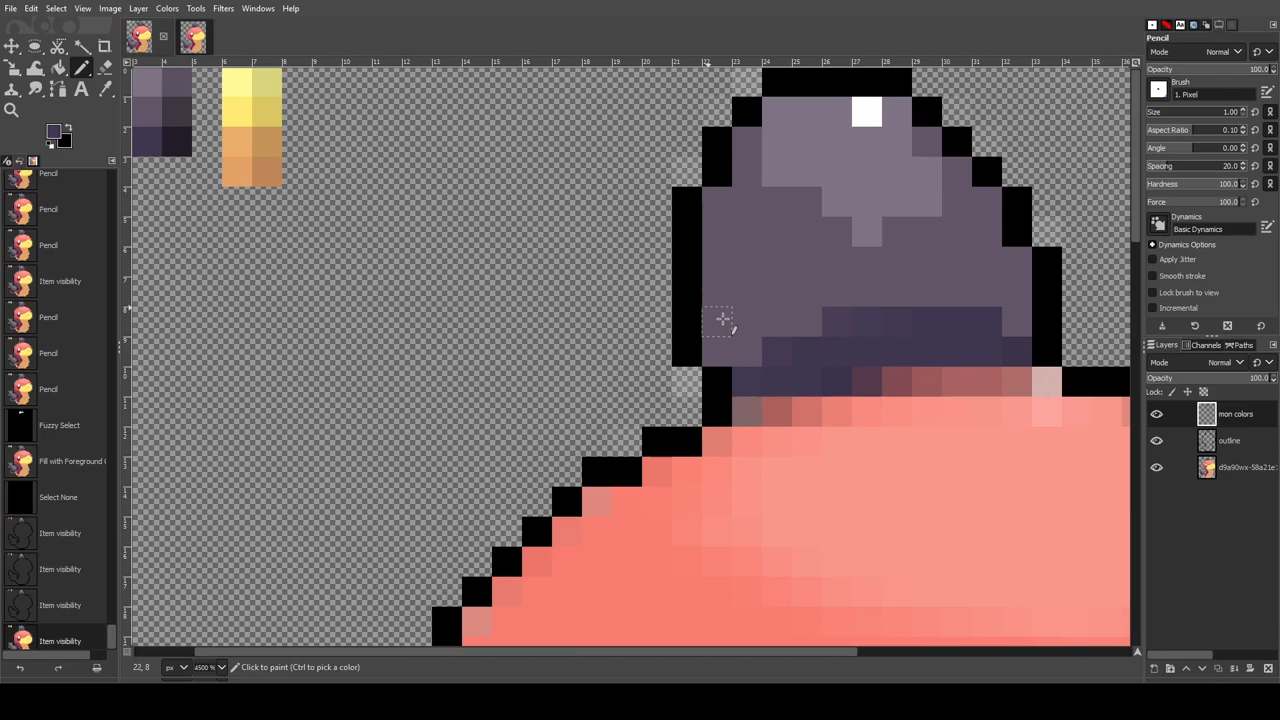 File Edit Select View Image Layer Colors Tools Filters Windows Help
Pencil
Mode Normal
Opacity 100.0
Brush
1. Pixel
Size 1.00
Aspect Ratio 0.10
Angle 0.00
Spacing 20.0
Hardness 100.0
Force 100.0
Dynamics
Basic Dynamics
Dynamics Options
Apply Jitter
Smooth stroke
Lock brush to view
Incremental
Layers Channels Paths
Mode Normal
Opacity 100.0
Lock:
mon colors
outline
d9a90wx-58a21e
Pencil
Pencil
Pencil
Item visibility
Pencil
Pencil
Pencil
Fuzzy Select
Fill with Foreground C
Select None
Item visibility
Item visibility
Item visibility
Item visibility
22, 8 px 4500 % Click to paint (Ctrl to pick a color)